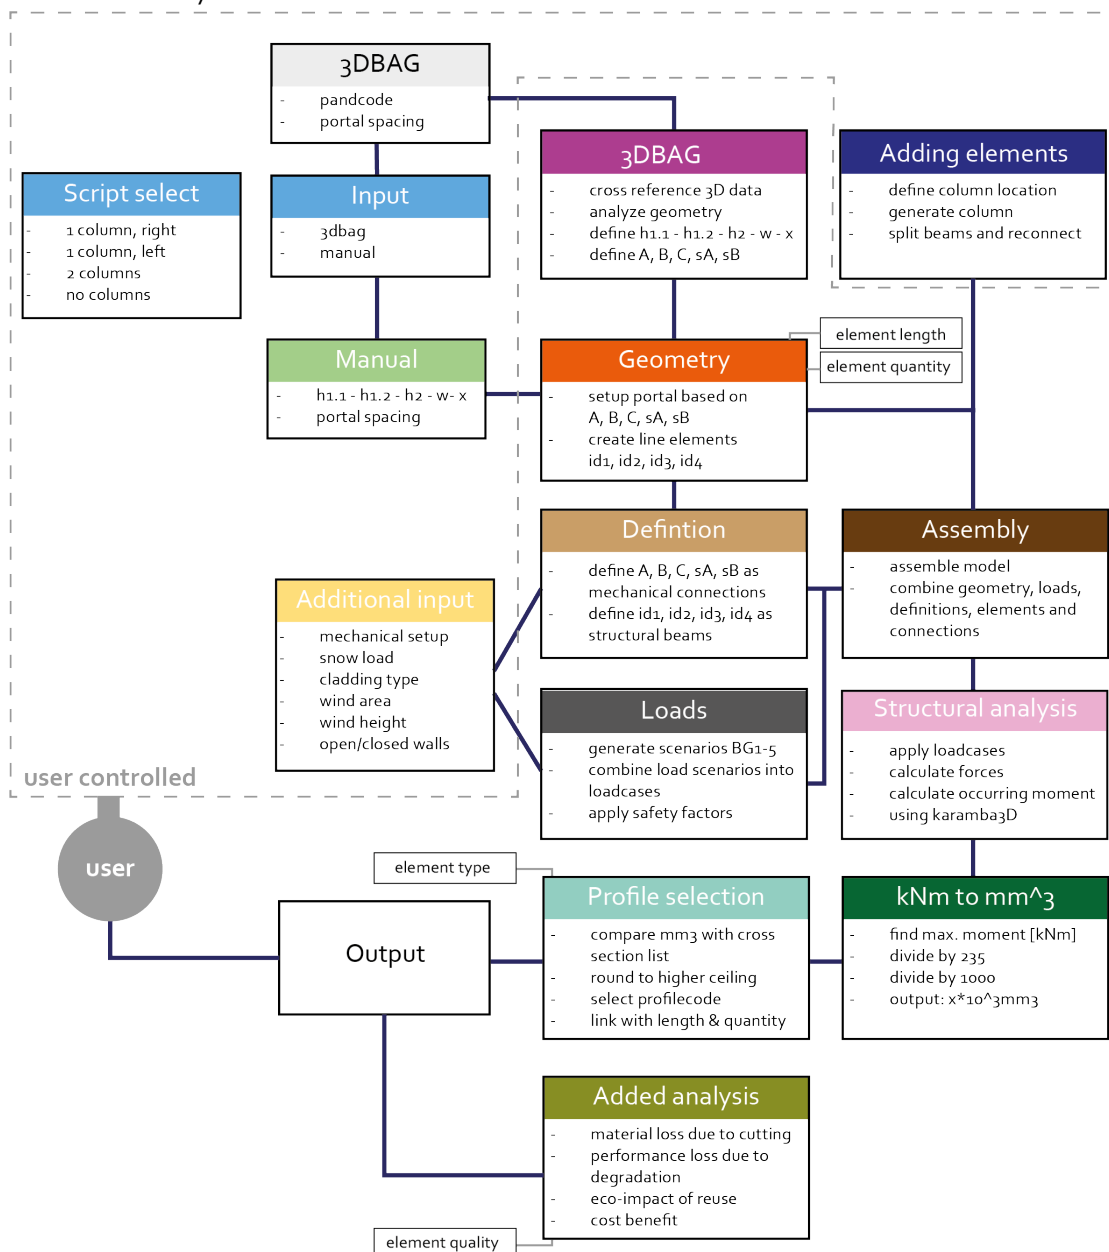 3DBAG
- pandcode
- portal spacing
3DBAG
- cross reference 3D data
- analyze geometry
- define h1.1 - h1.2 - h2 - w - x
- define A, B, C, sA, sB
Adding elements
- define column location
- generate column
- split beams and reconnect
Script select
- 1 column, right
- 1 column, left
- 2 columns
- no columns
Input
- 3dbag
- manual
Manual
- h1.1 - h1.2 - h2 - w- x
- portal spacing
Geometry
- setup portal based on
A, B, C, sA, sB
- create line elements
id1, id2, id3, id4
element length
element quantity
Defintion
- define A, B, C, sA, sB as
mechanical connections
- define id1, id2, id3, id4 as
structural beams
Assembly
- assemble model
- combine geometry, loads,
definitions, elements and
connections
Additional input
- mechanical setup
- snow load
- cladding type
- wind area
- wind height
- open/closed walls
Loads
- generate scenarios BG1-5
- combine load scenarios into
loadcases
- apply safety factors
Structural analysis
- apply loadcases
- calculate forces
- calculate occurring moment
- using karamba3D
user controlled
user
element type
Output
Profile selection
- compare mm3 with cross
section list
- round to higher ceiling
- select profilecode
- link with length & quantity
kNm to mm^3
- find max. moment [kNm]
- divide by 235
- divide by 1000
- output: x*10^3mm3
Added analysis
- material loss due to cutting
- performance loss due to
degradation
- eco-impact of reuse
- cost benefit
element quality